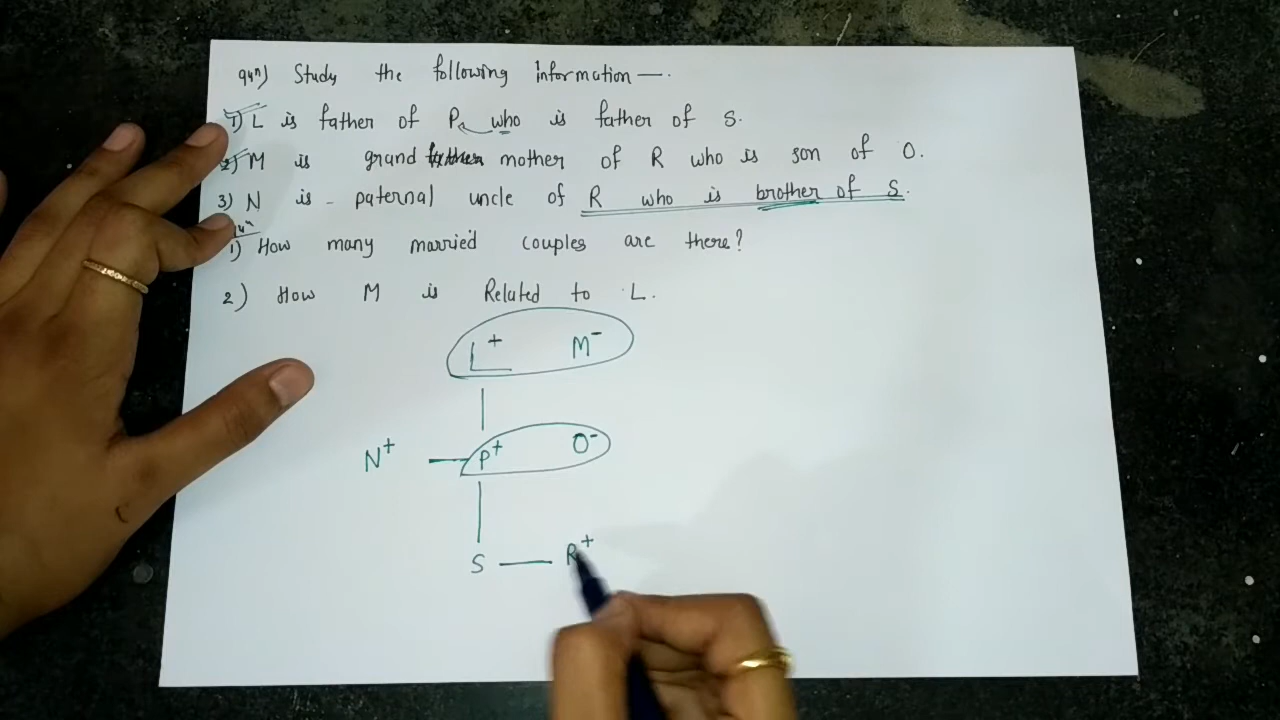 qun) Study the following information —.
1) L is father of P who is father of S.
2) M is grand mother of R who is son of O.
3) N is - paternal uncle of R who is brother of S.
qun
1) How many married couples are there?
2) How M is Related to L.
L+ M-
N+ — P+ O-
S — R+